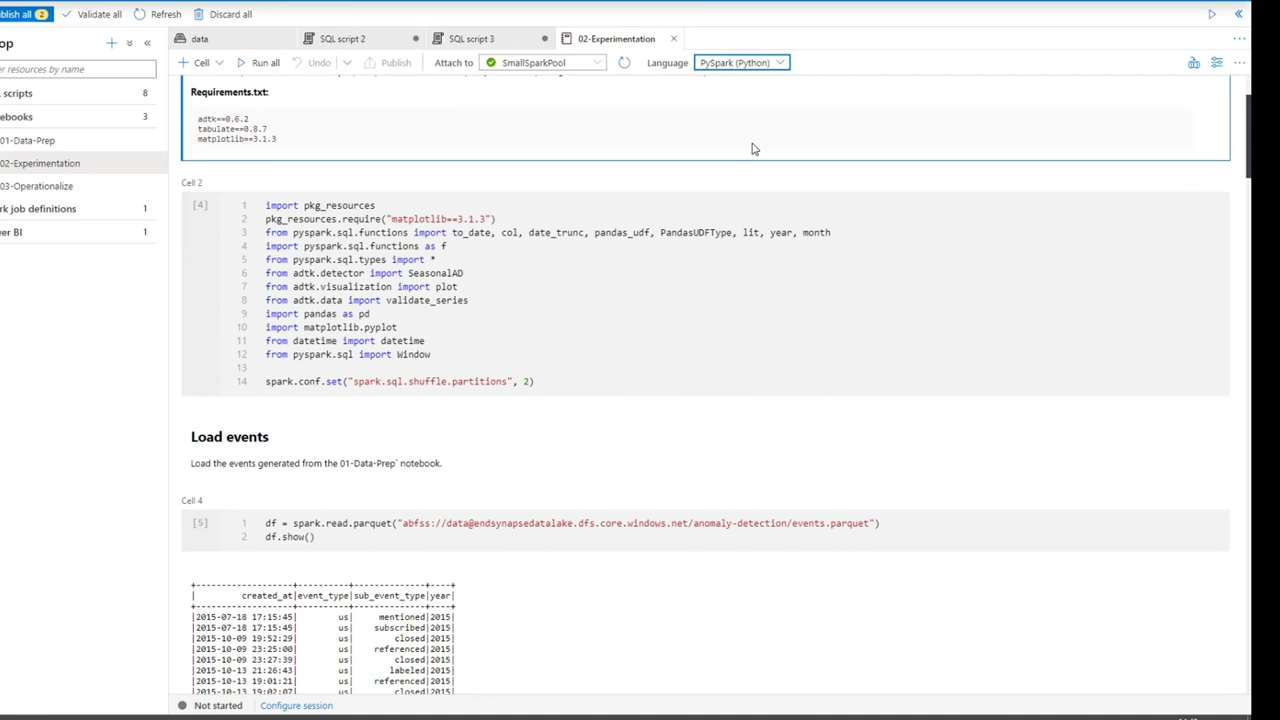 blish all 2 Validate all Refresh Discard all
op
er resources by name
scripts 8
ebooks 3
01-Data-Prep
02-Experimentation
03-Operationalize
rk job definitions 1
wer BI 1
data SQL script 2 SQL script 3 02-Experimentation
Cell Run all Undo Publish Attach to SmallSparkPool Language PySpark (Python)
Requirements.txt:
adtk==0.6.2
tabulate==0.8.7
matplotlib==3.1.3
Cell 2
[4]
1 import pkg_resources
2 pkg_resources.require("matplotlib==3.1.3")
3 from pyspark.sql.functions import to_date, col, date_trunc, pandas_udf, PandasUDFType, lit, year, month
4 import pyspark.sql.functions as f
5 from pyspark.sql.types import *
6 from adtk.detector import SeasonalAD
7 from adtk.visualization import plot
8 from adtk.data import validate_series
9 import pandas as pd
10 import matplotlib.pyplot
11 from datetime import datetime
12 from pyspark.sql import Window
13
14 spark.conf.set("spark.sql.shuffle.partitions", 2)
Load events
Load the events generated from the 01-Data-Prep` notebook.
Cell 4
[5]
1 df = spark.read.parquet("abfss://data@endsynapsedatalake.dfs.core.windows.net/anomaly-detection/events.parquet")
2 df.show()
+-------------------+----------+--------------+----+
| created_at|event_type|sub_event_type|year|
+-------------------+----------+--------------+----+
|2015-07-18 17:15:45| us| mentioned|2015|
|2015-07-18 17:15:45| us| subscribed|2015|
|2015-10-09 19:52:29| us| closed|2015|
|2015-10-09 23:25:00| us| referenced|2015|
|2015-10-09 23:27:39| us| closed|2015|
|2015-10-13 21:26:43| us| labeled|2015|
|2015-10-13 19:01:21| us| referenced|2015|
|2015-10-13 19:02:07| us| closed|2015|
Not started Configure session